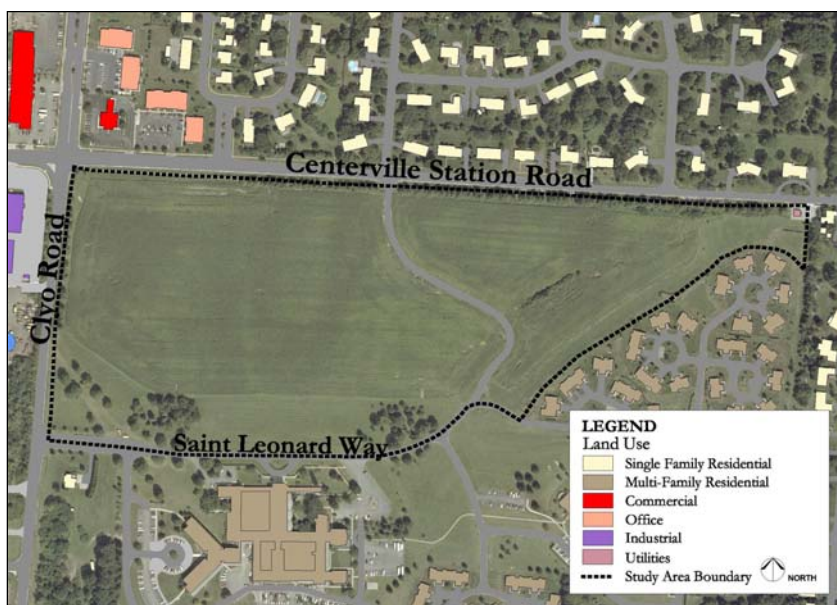 Centerville Station Road
Clyo Road
Saint Leonard Way
LEGEND
Land Use
Single Family Residential
Multi-Family Residential
Commercial
Office
Industrial
Utilities
Study Area Boundary
NORTH